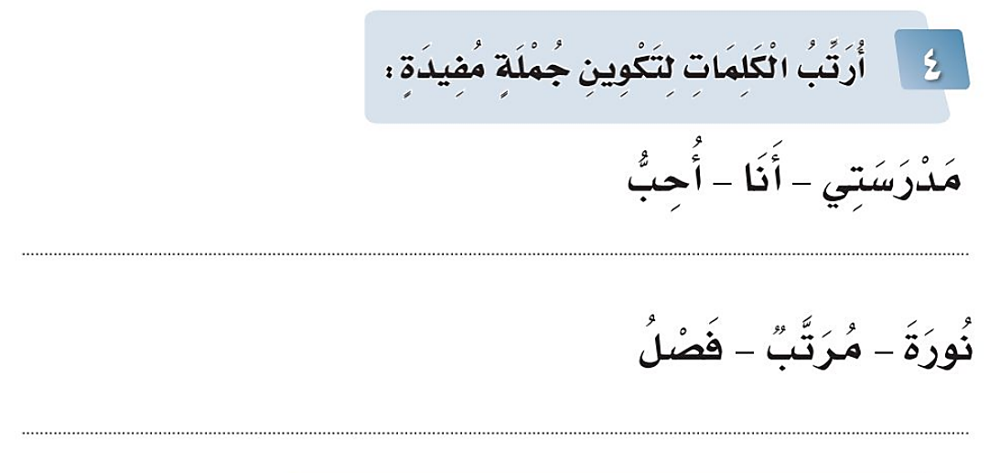 ٤
أُرَتِّبُ الْكَلِمَاتِ لِتَكْوِينِ جُمْلَةٍ مُفِيدَةٍ :
مَدْرَسَتِي – أَنَا – أُحِبُّ
نُورَةَ – مُرَتَّبٌ – فَصْلُ